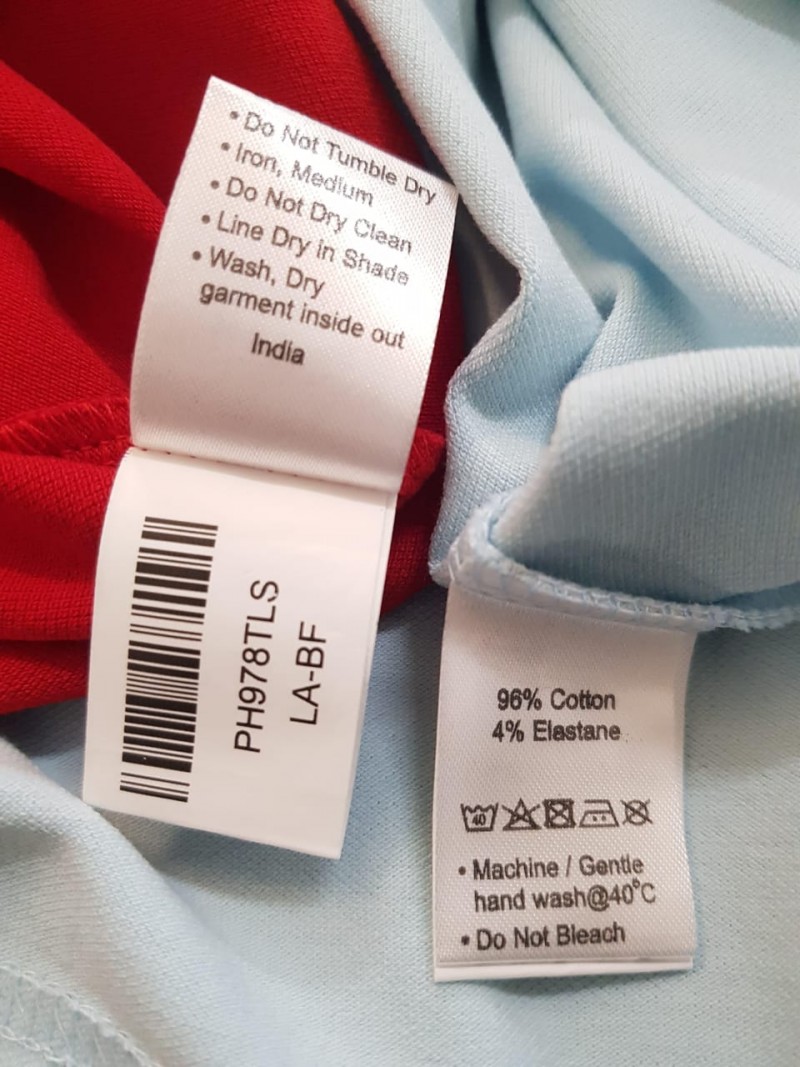 • Do Not Tumble Dry
• Iron, Medium
• Do Not Dry Clean
• Line Dry in Shade
• Wash, Dry
garment inside out
India
PH978TLS
LA-BF
96% Cotton
4% Elastane
40
• Machine / Gentle
hand wash@40°C
• Do Not Bleach